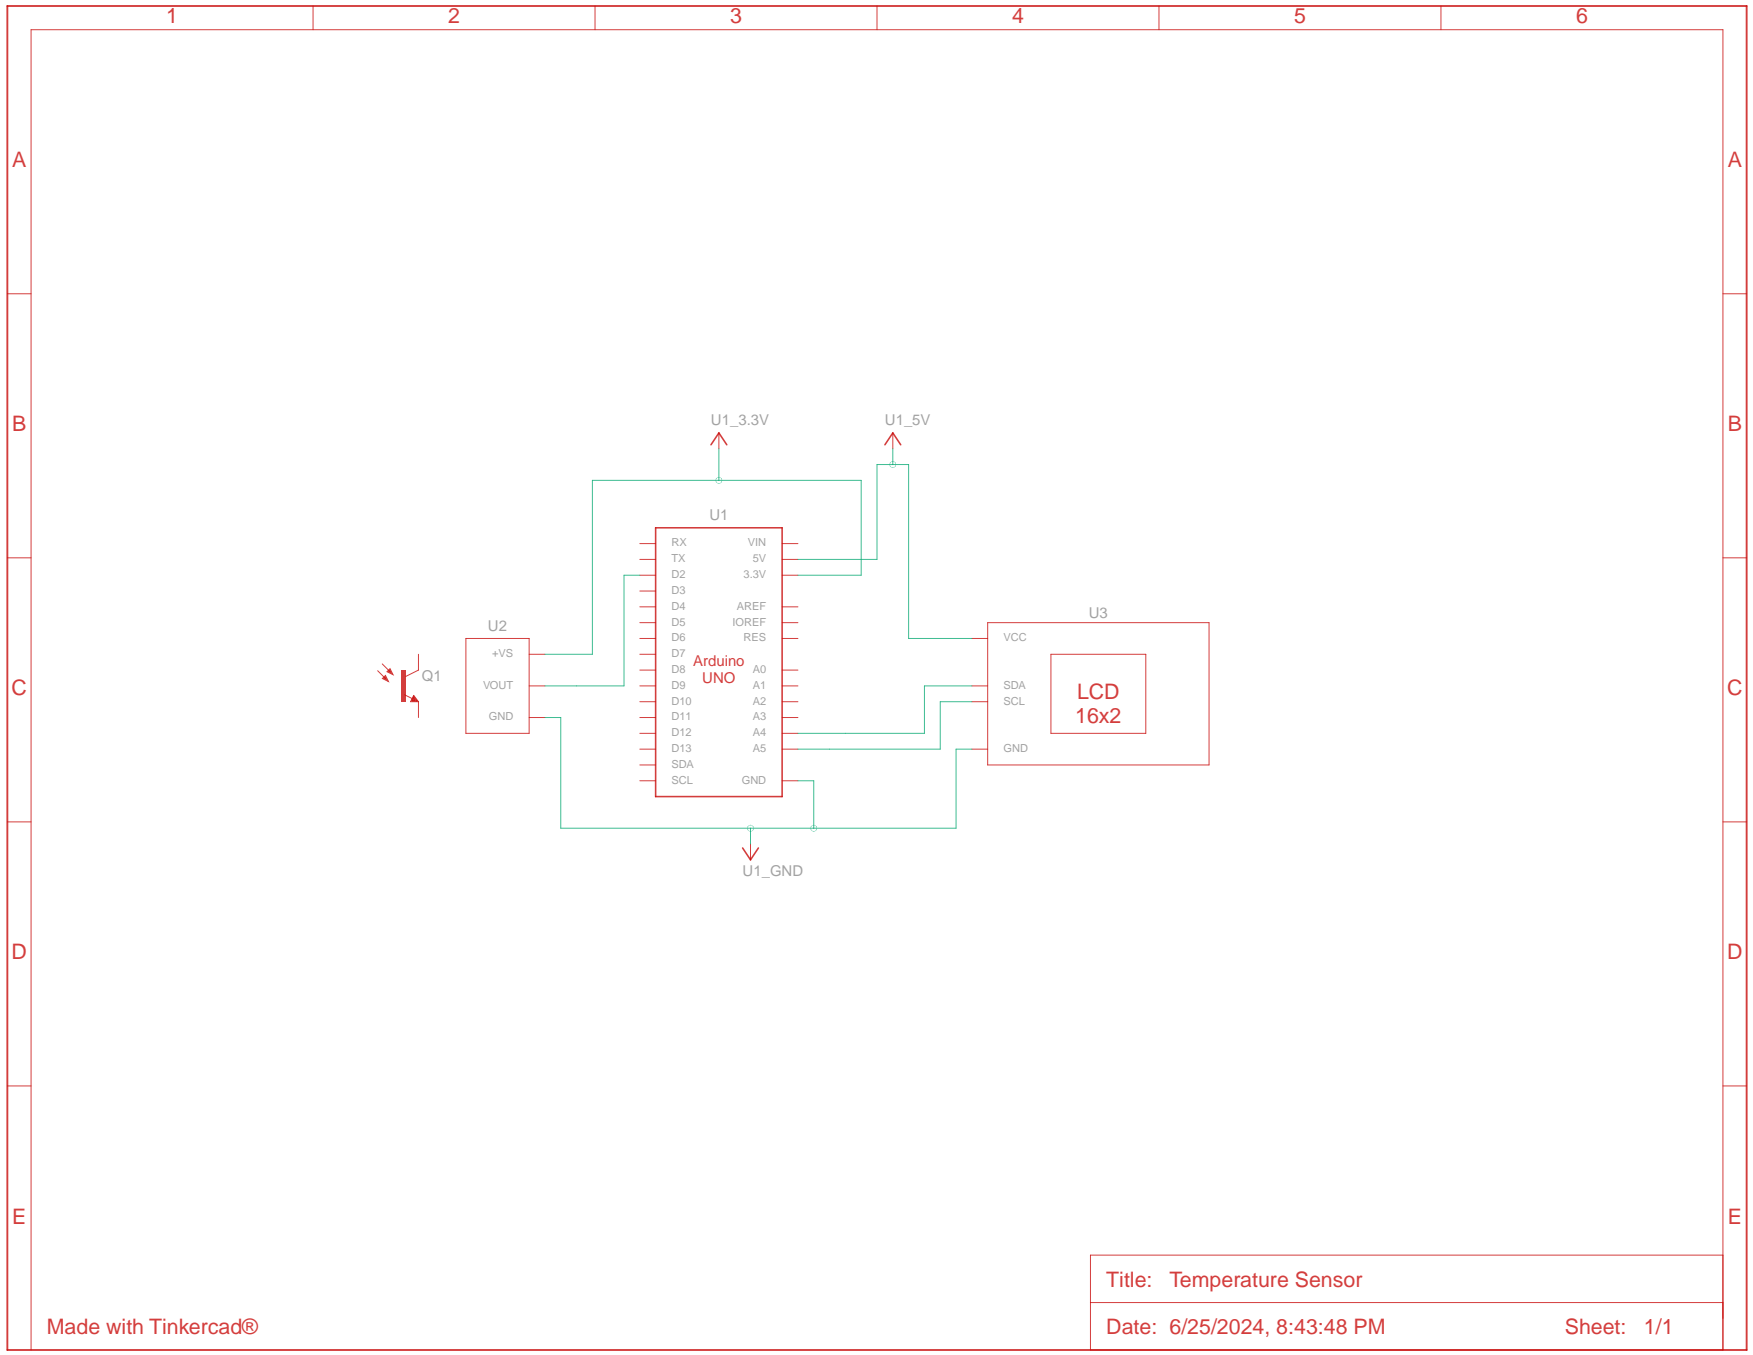 1 2 3 4 5 6
A A
B B
U1_3.3V U1_5V
U1
RX VIN
TX 5V
D2 3.3V
D3
D4 AREF
D5 IOREF
D6 RES
D7
D8 A0
D9 A1
D10 A2
D11 A3
D12 A4
D13 A5
SDA
SCL GND
Arduino
UNO
U2
+VS
VOUT
GND
Q1
U3
VCC
SDA
SCL
GND
LCD
16x2
C C
U1_GND
D D
E E
Title: Temperature Sensor
Date: 6/25/2024, 8:43:48 PM Sheet: 1/1
Made with Tinkercad®